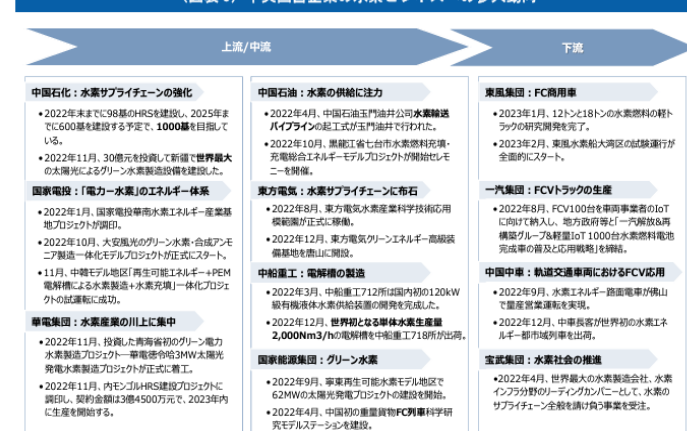 上流/中流
下流
中国石化：水素サプライチェーンの強化
•2022年末までに98基のHRSを建設し、2025年ま
でに600基を建設する予定で、1000基を目指して
いる。
•2022年11月、30億元を投資して新疆で世界最大
の太陽光によるグリーン水素製造設備を建設した。
国家電投：「電力ー水素」のエネルギー体系
•2022年1月、国家電投華南水素エネルギー産業基
地プロジェクトが調印。
•2022年10月、大安風光のグリーン水素・合成アンモ
ニア製造一体化モデルプロジェクトが正式にスタート。
•11月、中韓モデル地区「再生可能エネルギー+PEM
電解槽による水素製造+水素充填」一体化プロジェ
クトの試運転に成功。
華電集団：水素産業の川上に集中
•2022年11月、投資した青海省初のグリーン電力
水素製造プロジェクト―華電徳令哈3MW太陽光
発電水素製造プロジェクトが正式に着工。
•2022年11月、内モンゴルHRS建設プロジェクトに
調印し、契約金額は3億4500万元で、2023年内
に生産を開始する。
中国石油：水素の供給に注力
•2022年4月、中国石油玉門油井公司水素輸送
パイプラインの起工式が玉門油井で行われた。
•2022年10月、黒龍江省七台市水素燃料充填・
充電総合エネルギーモデルプロジェクトが開始セレモ
ニーを開催。
東方電気：水素サプライチェーンに布石
•2022年8月、東方電気水素産業科学技術応用
模範園が正式に稼働。
•2022年12月、東方電気クリーンエネルギー高級装
備基地を唐山に開設。
中船重工：電解槽の製造
•2022年3月、中船重工712所は国内初の120kW
級有機液体水素供給装置の開発を完成した。
•2022年12月、世界初となる単体水素生産量
2,000Nm3/hの電解槽を中船重工718所が出荷。
国家能源集団：グリーン水素
•2022年9月、寧東再生可能水素モデル地区で
62MWの太陽光発電プロジェクトの建設を開始。
•2022年4月、中国初の重量貨物FC列車科学研
究モデルステーションを建設。
東風集団：FC商用車
•2023年1月、12トンと18トンの水素燃料の軽ト
ラックの研究開発を完了。
•2023年2月、東風水素船大湾区の試験運行が
全面的にスタート。
一汽集団：FCVトラックの生産
•2022年8月、FCV100台を車両事業者のIoT
に向けて納入し、地方政府等と「一汽解放&再
構築グループ&軽量IoT 1000台水素燃料電池
完成車の普及と応用戦略」を締結。
中国中車：軌道交通車両におけるFCV応用
•2022年9月、水素エネルギー路面電車が佛山
で量産営業運転を実現。
•2022年12月、中車長客が世界初の水素エネ
ルギー都市域列車を出荷。
宝武集団：水素社会の推進
•2022年4月、世界最大の水素製造会社、水素
インフラ分野のリーディングカンパニーとして、水素の
サプライチェーン全般を請け負う事業を受注。